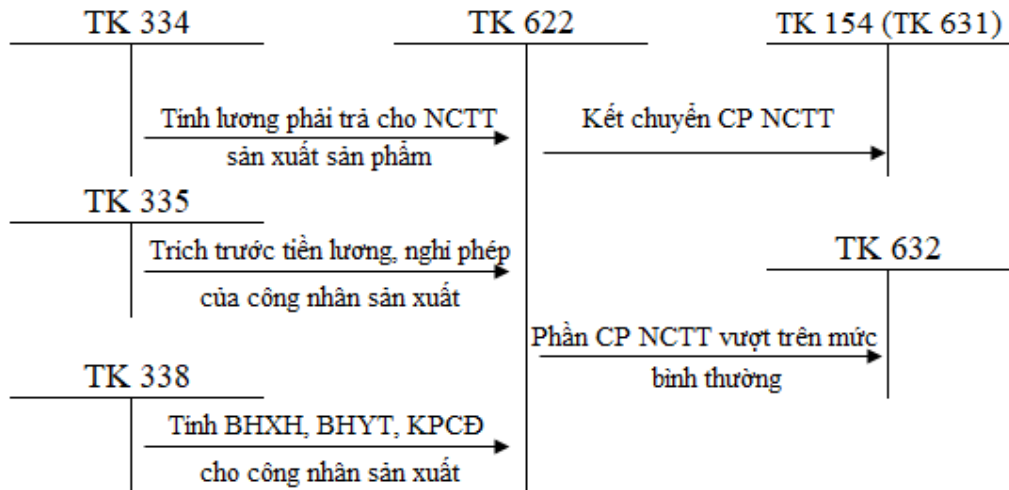 TK 334
TK 622
TK 154 (TK 631)
Tính lương phải trả cho NCTT
sản xuất sản phẩm
Kết chuyển CP NCTT
TK 335
Trích trước tiền lương, nghỉ phép
của công nhân sản xuất
TK 632
Phần CP NCTT vượt trên mức
bình thường
TK 338
Tính BHXH, BHYT, KPCĐ
cho công nhân sản xuất